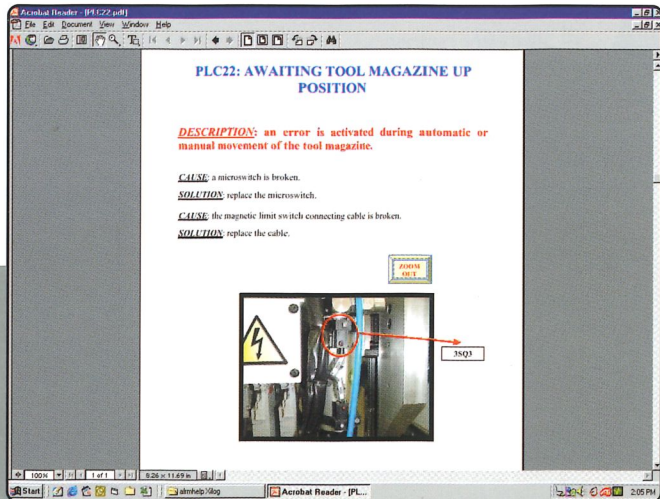 Acrobat Reader - [PLC22.pdf]
File Edit Document View Window Help
PLC22: AWAITING TOOL MAGAZINE UP
POSITION
DESCRIPTION: an error is activated during automatic or
manual movement of the tool magazine.
CAUSE: a microswitch is broken.
SOLUTION: replace the microswitch.
CAUSE: the magnetic limit switch connecting cable is broken.
SOLUTION: replace the cable.
ZOOM
OUT
3SQ3
100% 1 of 1 8.26 x 11.69 in
Start almhelp Xilog Acrobat Reader - [PL... 2:05 PM